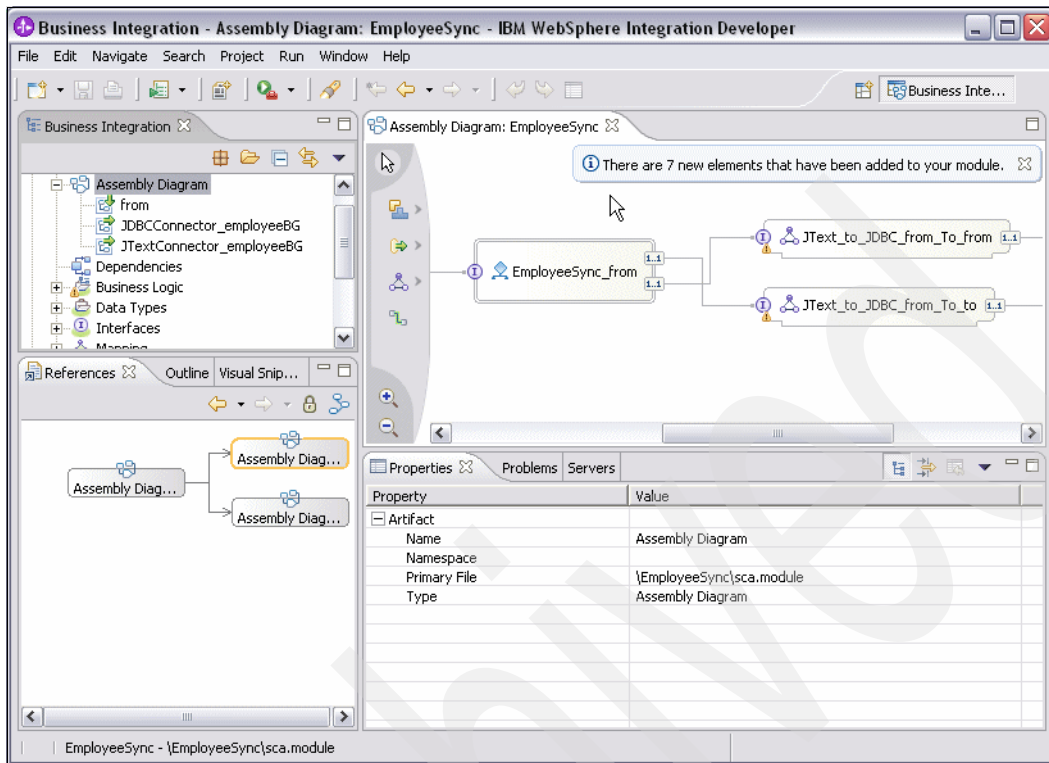 Business Integration - Assembly Diagram: EmployeeSync - IBM WebSphere Integration Developer
File Edit Navigate Search Project Run Window Help
Business Inte...
Business Integration
Assembly Diagram
from
JDBCConnector_employeeBG
JTextConnector_employeeBG
Dependencies
Business Logic
Data Types
Interfaces
Mapping
Assembly Diagram: EmployeeSync
There are 7 new elements that have been added to your module.
EmployeeSync_from
1..1
1..1
JText_to_JDBC_from_To_from 1..1
JText_to_JDBC_from_To_to 1..1
References Outline Visual Snip...
Assembly Diag...
Assembly Diag...
Assembly Diag...
Properties Problems Servers
Property Value
Artifact
Name Assembly Diagram
Namespace
Primary File \EmployeeSync\sca.module
Type Assembly Diagram
EmployeeSync - \EmployeeSync\sca.module